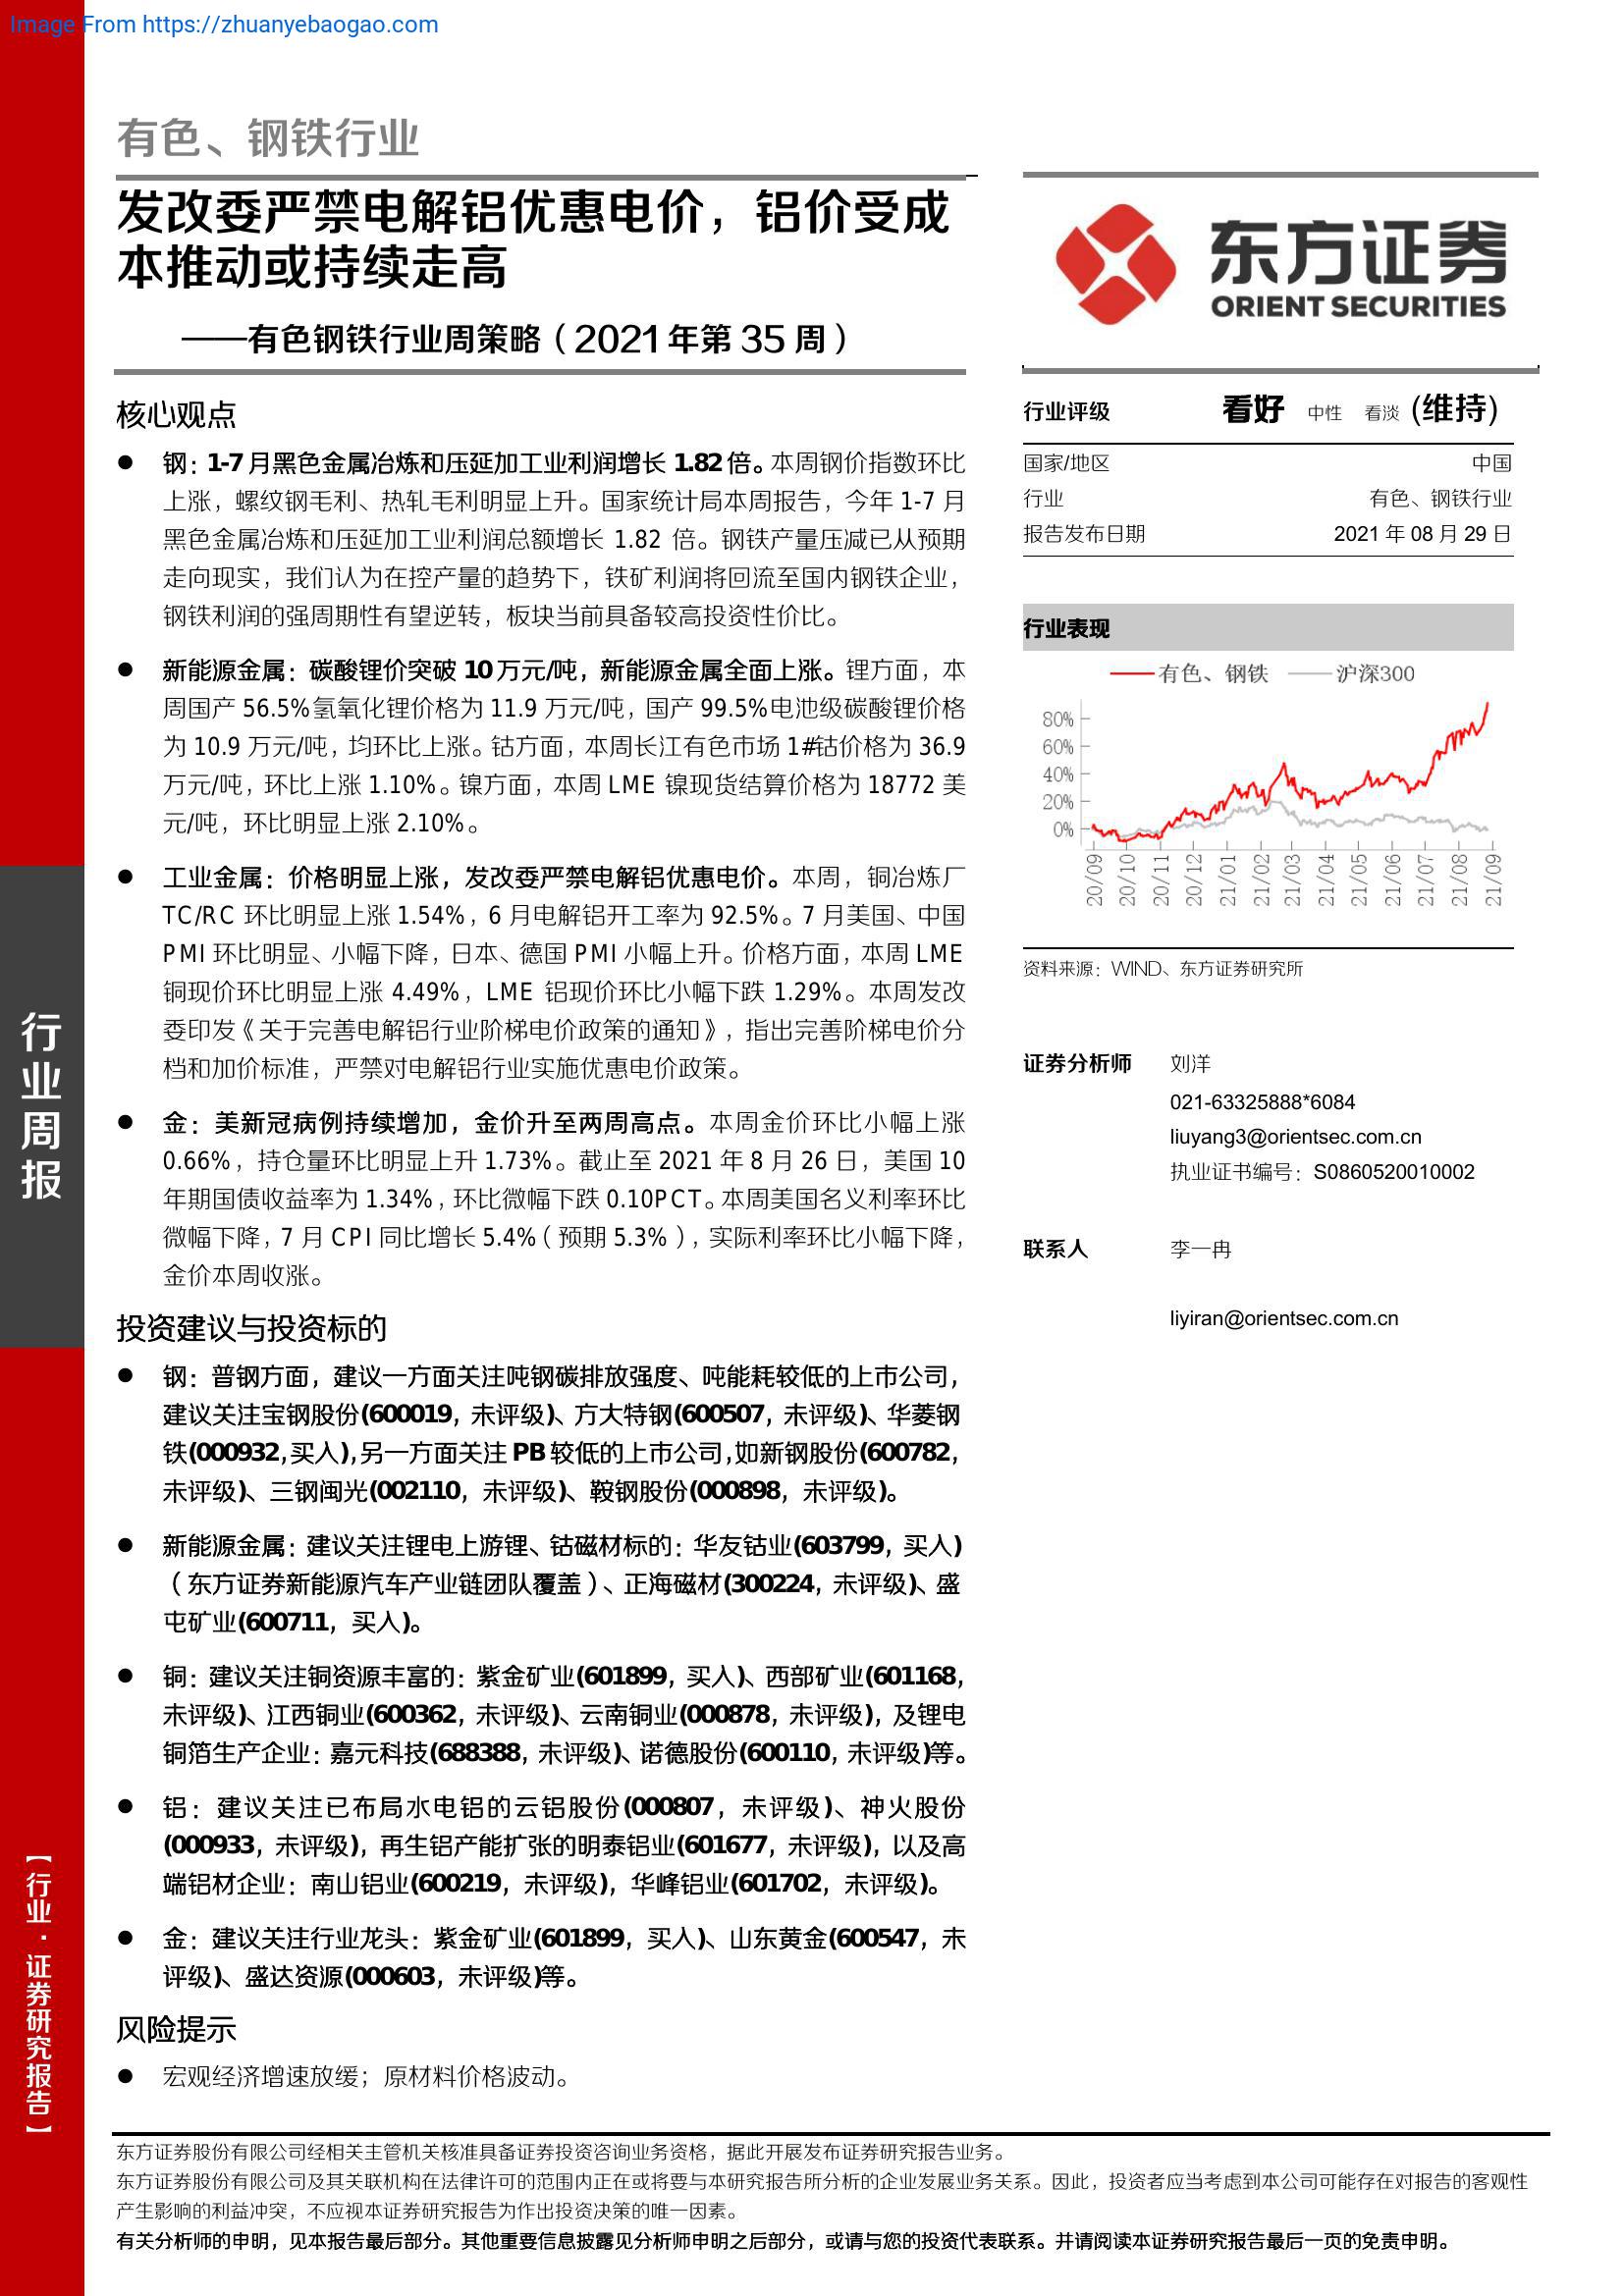 Image From https://zhuanyebaogao.com
有色、钢铁行业
发改委严禁电解铝优惠电价，铝价受成
本推动或持续走高
——有色钢铁行业周策略（2021年第 35 周）
核心观点
● 钢：1-7月黑色金属冶炼和压延加工业利润增长 1.82倍。本周钢价指数环比
上涨，螺纹钢毛利、热轧毛利明显上升。国家统计局本周报告，今年 1-7 月
黑色金属冶炼和压延加工业利润总额增长 1.82 倍。钢铁产量压减已从预期
走向现实，我们认为在控产量的趋势下，铁矿利润将回流至国内钢铁企业，
钢铁利润的强周期性有望逆转，板块当前具备较高投资性价比。
● 新能源金属：碳酸锂价突破 10万元/吨，新能源金属全面上涨。锂方面，本
周国产 56.5%氢氧化锂价格为 11.9 万元/吨，国产 99.5%电池级碳酸锂价格
为 10.9 万元/吨，均环比上涨。钴方面，本周长江有色市场 1#钴价格为 36.9
万元/吨，环比上涨 1.10%。镍方面，本周 LME 镍现货结算价格为 18772 美
元/吨，环比明显上涨 2.10%。
● 工业金属：价格明显上涨，发改委严禁电解铝优惠电价。本周，铜冶炼厂
TC/RC 环比明显上涨 1.54%，6 月电解铝开工率为 92.5%。7 月美国、中国
PMI 环比明显、小幅下降，日本、德国 PMI 小幅上升。价格方面，本周 LME
铜现价环比明显上涨 4.49%，LME 铝现价环比小幅下跌 1.29%。本周发改
委印发《关于完善电解铝行业阶梯电价政策的通知》，指出完善阶梯电价分
档和加价标准，严禁对电解铝行业实施优惠电价政策。
● 金：美新冠病例持续增加，金价升至两周高点。本周金价环比小幅上涨
0.66%，持仓量环比明显上升 1.73%。截止至 2021 年 8 月 26 日，美国 10
年期国债收益率为 1.34%，环比微幅下跌 0.10PCT。本周美国名义利率环比
微幅下降，7 月 CPI 同比增长 5.4%（预期 5.3%），实际利率环比小幅下降，
金价本周收涨。
投资建议与投资标的
● 钢：普钢方面，建议一方面关注吨钢碳排放强度、吨能耗较低的上市公司，
建议关注宝钢股份(600019，未评级)、方大特钢(600507，未评级)、华菱钢
铁(000932,买入),另一方面关注 PB较低的上市公司,如新钢股份(600782，
未评级)、三钢闽光(002110，未评级)、鞍钢股份(000898，未评级)。
● 新能源金属：建议关注锂电上游锂、钴磁材标的：华友钴业(603799，买入)
（东方证券新能源汽车产业链团队覆盖）、正海磁材(300224，未评级)、盛
屯矿业(600711，买入)。
● 铜：建议关注铜资源丰富的：紫金矿业(601899，买入)、西部矿业(601168，
未评级)、江西铜业(600362，未评级)、云南铜业(000878，未评级)，及锂电
铜箔生产企业：嘉元科技(688388，未评级)、诺德股份(600110，未评级)等。
● 铝：建议关注已布局水电铝的云铝股份(000807，未评级)、神火股份
(000933，未评级)，再生铝产能扩张的明泰铝业(601677，未评级)，以及高
端铝材企业：南山铝业(600219，未评级)，华峰铝业(601702，未评级)。
● 金：建议关注行业龙头：紫金矿业(601899，买入)、山东黄金(600547，未
评级)、盛达资源(000603，未评级)等。
风险提示
● 宏观经济增速放缓；原材料价格波动。
东方证券
ORIENT SECURITIES
行业评级 看好 中性 看淡 (维持)
国家/地区 中国
行业 有色、钢铁行业
报告发布日期 2021 年 08 月 29 日
行业表现
有色、钢铁 沪深300
80%
60%
40%
20%
0%
20/09 20/10 20/11 20/12 21/01 21/02 21/03 21/04 21/05 21/06 21/07 21/08 21/09
资料来源：WIND、东方证券研究所
证券分析师 刘洋
021-63325888*6084
liuyang3@orientsec.com.cn
执业证书编号：S0860520010002
联系人 李一冉
liyiran@orientsec.com.cn
行业周报
【行业·证券研究报告】
东方证券股份有限公司经相关主管机关核准具备证券投资咨询业务资格，据此开展发布证券研究报告业务。
东方证券股份有限公司及其关联机构在法律许可的范围内正在或将要与本研究报告所分析的企业发展业务关系。因此，投资者应当考虑到本公司可能存在对报告的客观性
产生影响的利益冲突，不应视本证券研究报告为作出投资决策的唯一因素。
有关分析师的申明，见本报告最后部分。其他重要信息披露见分析师申明之后部分，或请与您的投资代表联系。并请阅读本证券研究报告最后一页的免责申明。